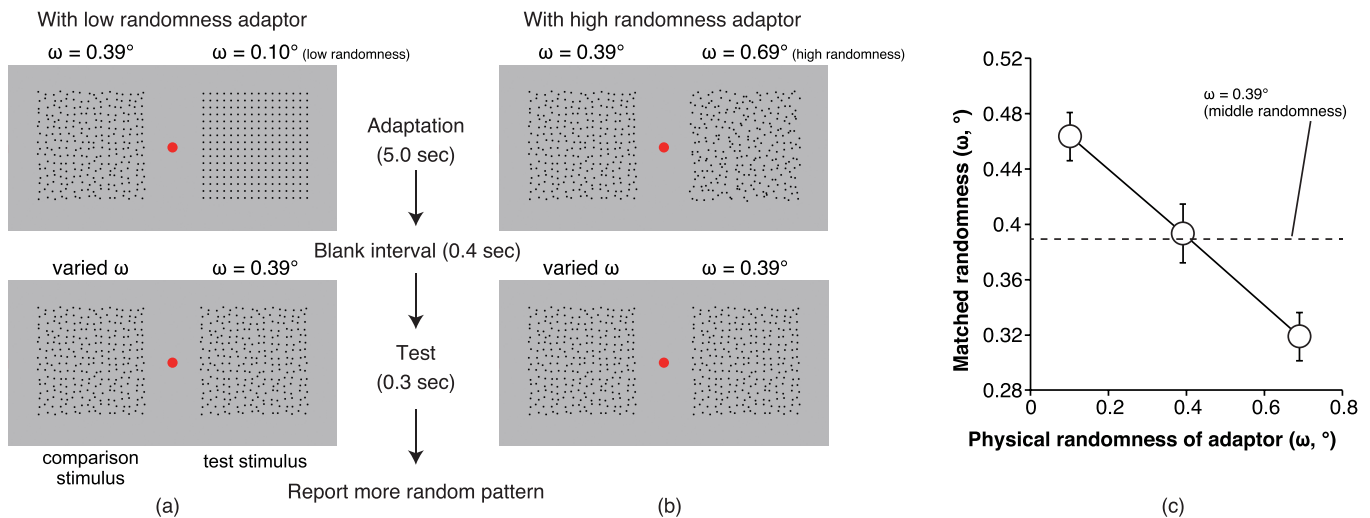 With low randomness adaptor
ω = 0.39°
ω = 0.10° (low randomness)
Adaptation
(5.0 sec)
Blank interval (0.4 sec)
varied ω
ω = 0.39°
Test
(0.3 sec)
comparison
stimulus
test stimulus
Report more random pattern
(a)
With high randomness adaptor
ω = 0.39°
ω = 0.69° (high randomness)
varied ω
ω = 0.39°
(b)
Matched randomness (ω, °)
0.52
0.48
0.44
0.4
0.36
0.32
0.28
ω = 0.39°
(middle randomness)
0
0.2
0.4
0.6
0.8
Physical randomness of adaptor (ω, °)
(c)